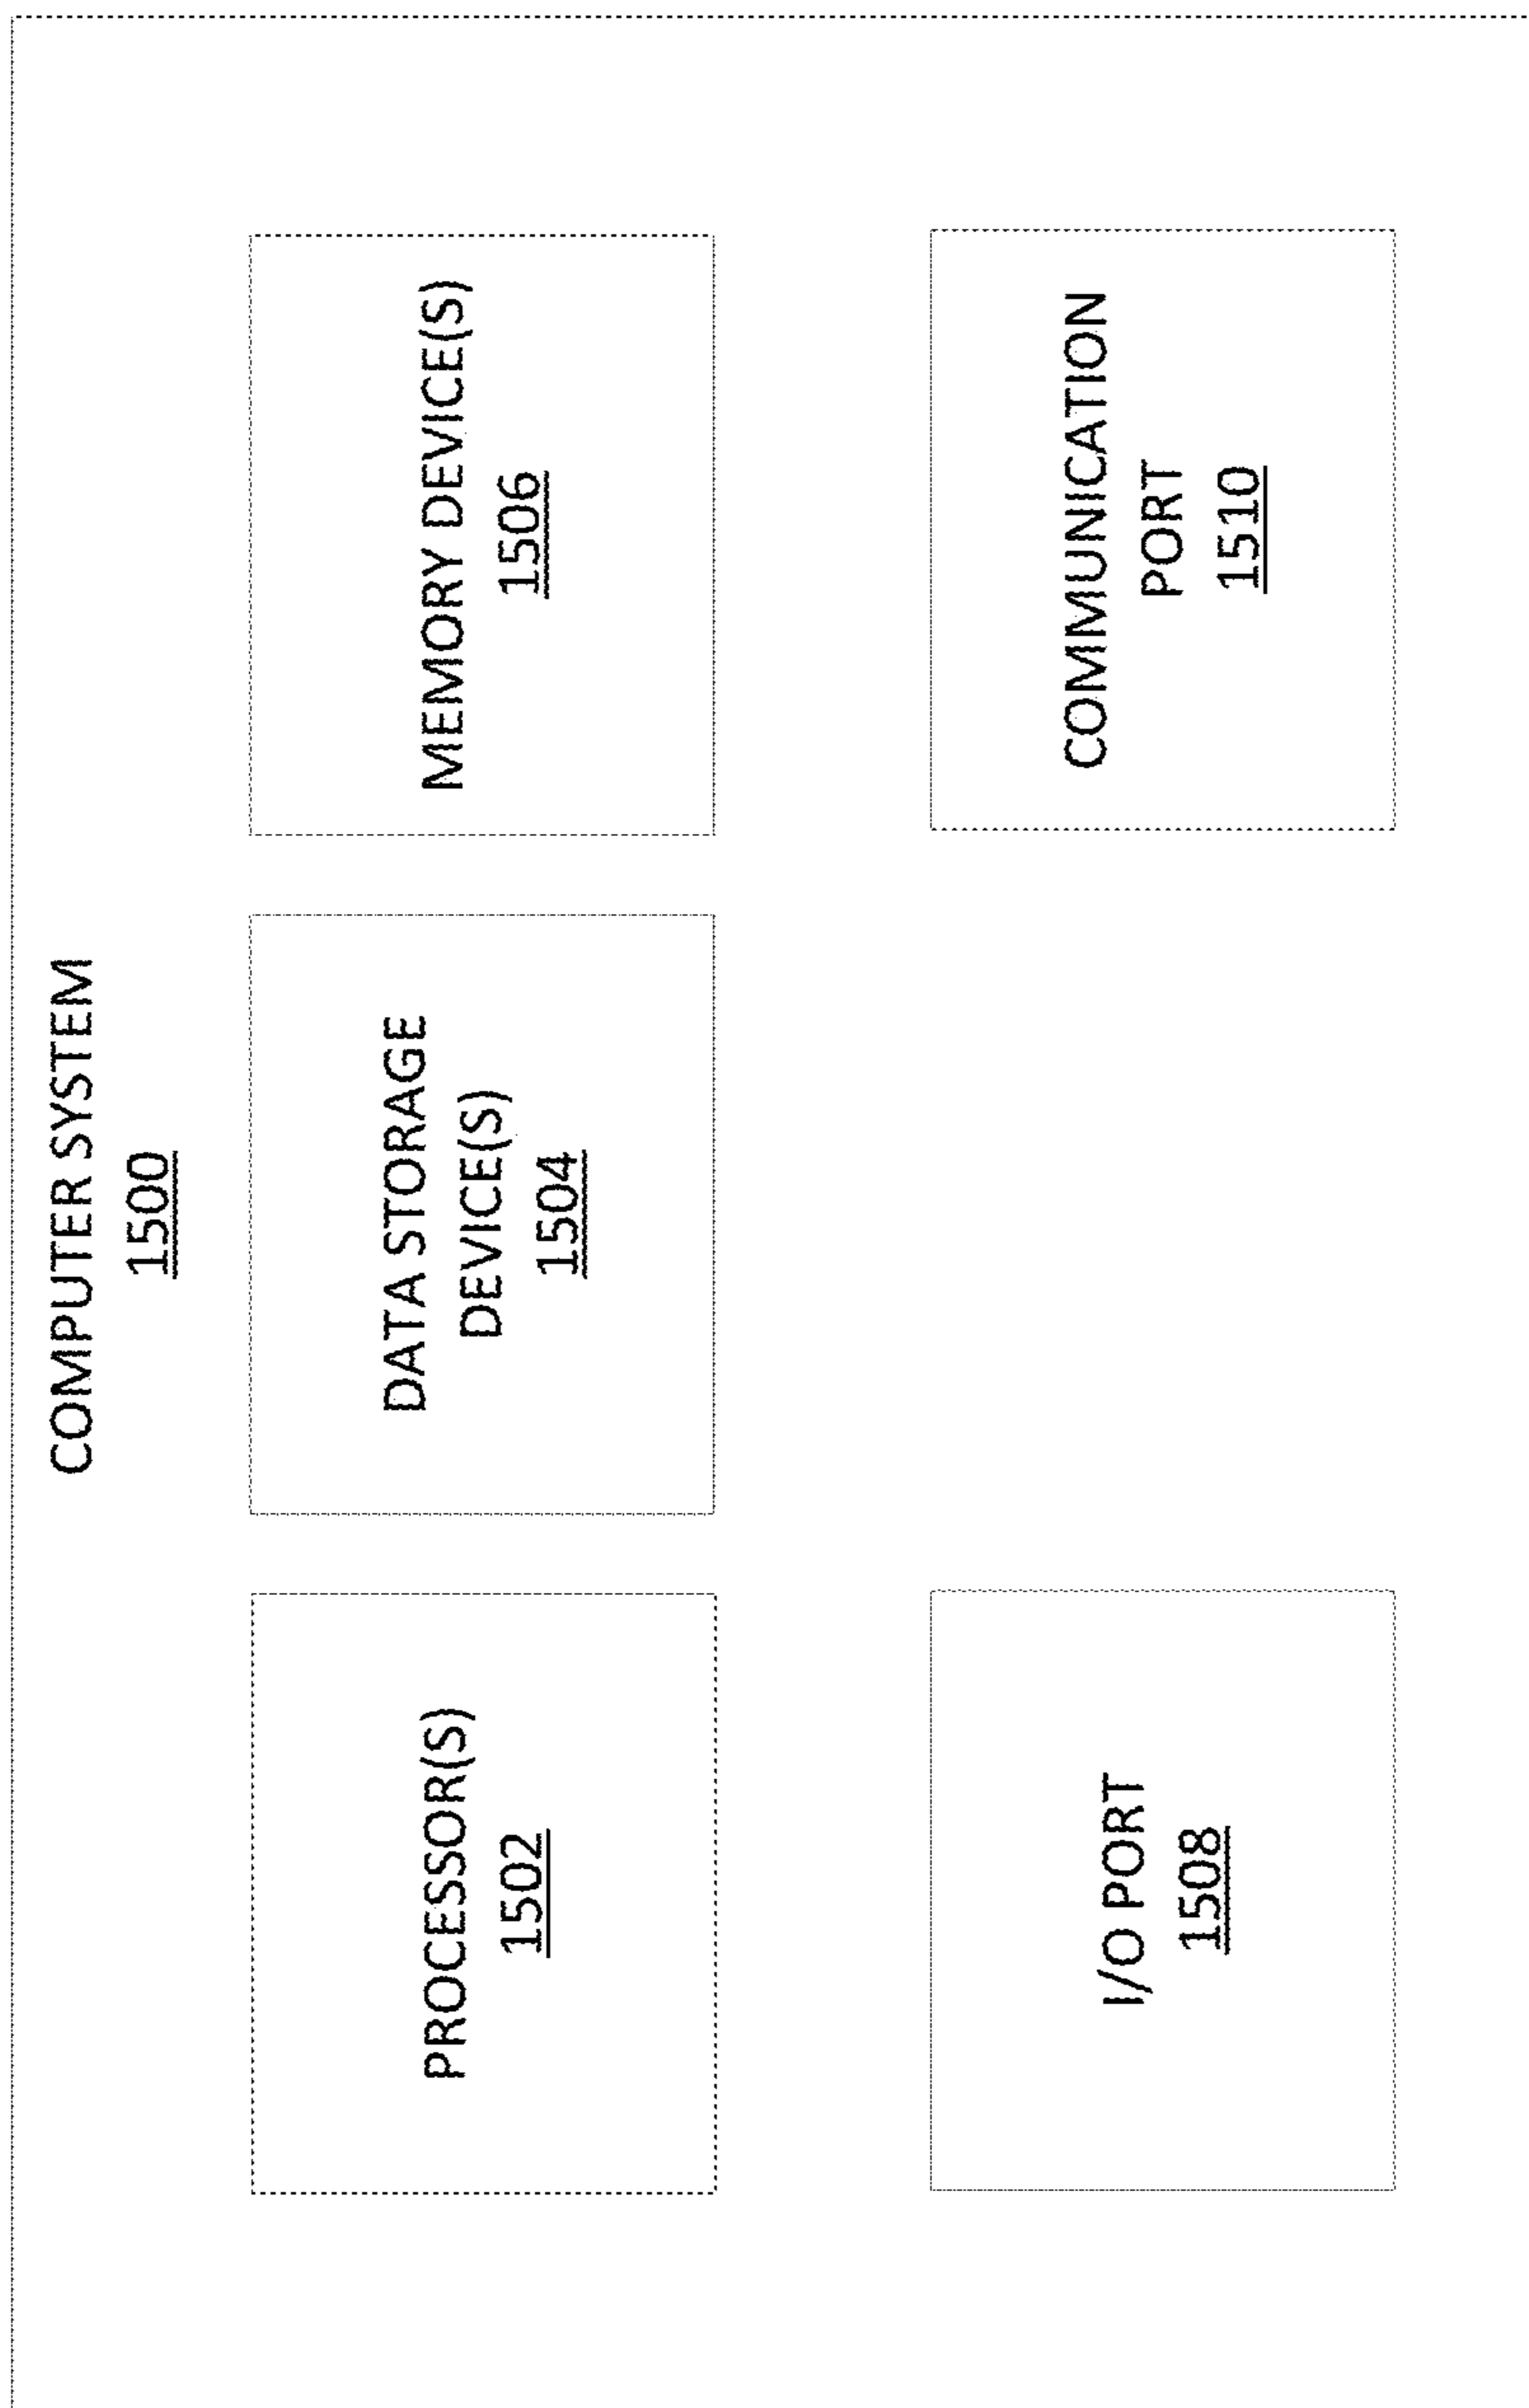 COMPUTER SYSTEM
1500
PROCESSOR(S)
1502
DATA STORAGE
DEVICE(S)
1504
MEMORY DEVICE(S)
1506
I/O PORT
1508
COMMUNICATION
PORT
1510